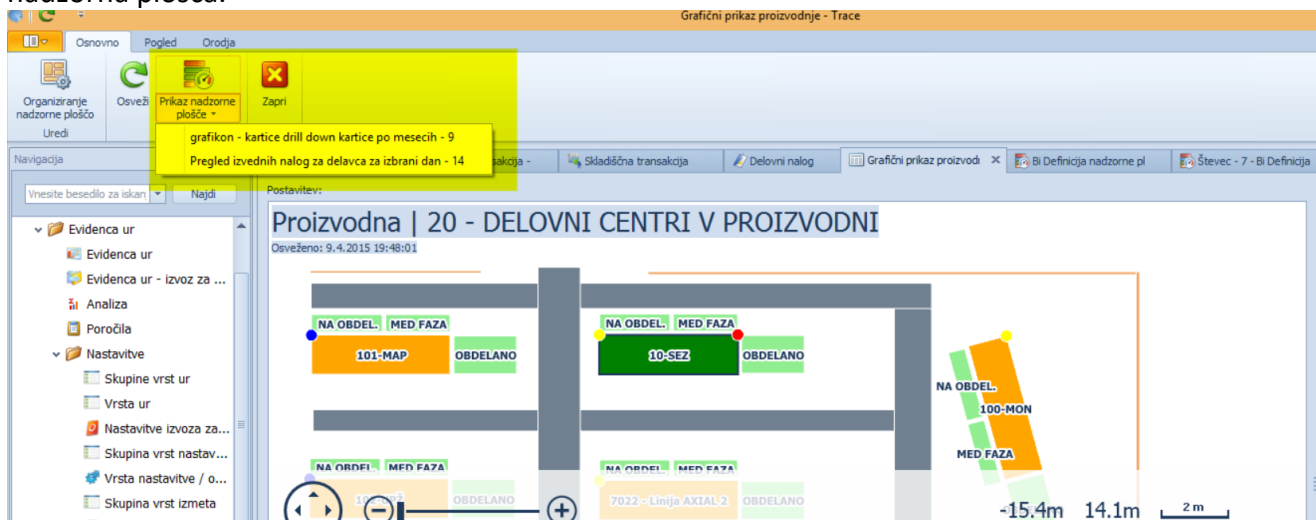 nadzorna plošča.
Grafični prikaz proizvodnje - Trace
Osnovno Pogled Orodja
Organiziranje nadzorne ploščo
Osveži
Prikaz nadzorne plošče
Zapri
Uredi
grafikon - kartice drill down kartice po mesecih - 9
Pregled izvednih nalog za delavca za izbrani dan - 14
Navigacija
sakcija -
Skladiščna transakcija
Delovni nalog
Grafični prikaz proizvodi
Bi Definicija nadzorne pl
Števec - 7 - Bi Definicija
Vnesite besedilo za iskan
Najdi
Postavitev:
Proizvodna | 20 - DELOVNI CENTRI V PROIZVODNI
Osveženo: 9.4.2015 19:48:01
Evidenca ur
Evidenca ur
Evidenca ur - izvoz za ...
Analiza
Poročila
Nastavitve
Skupine vrst ur
Vrsta ur
Nastavitve izvoza za...
Skupina vrst nastav...
Vrsta nastavitve / o...
Skupina vrst izmeta
NA OBDEL. MED FAZA
101-MAP OBDELANO
NA OBDEL. MED FAZA
10-SEZ OBDELANO
NA OBDEL.
100-MON
MED FAZA
NA OBDEL. MED FAZA
OBDELANO
NA OBDEL. MED FAZA
7022 - Linija AXIAL 2 OBDELANO
-15.4m 14.1m 2 m